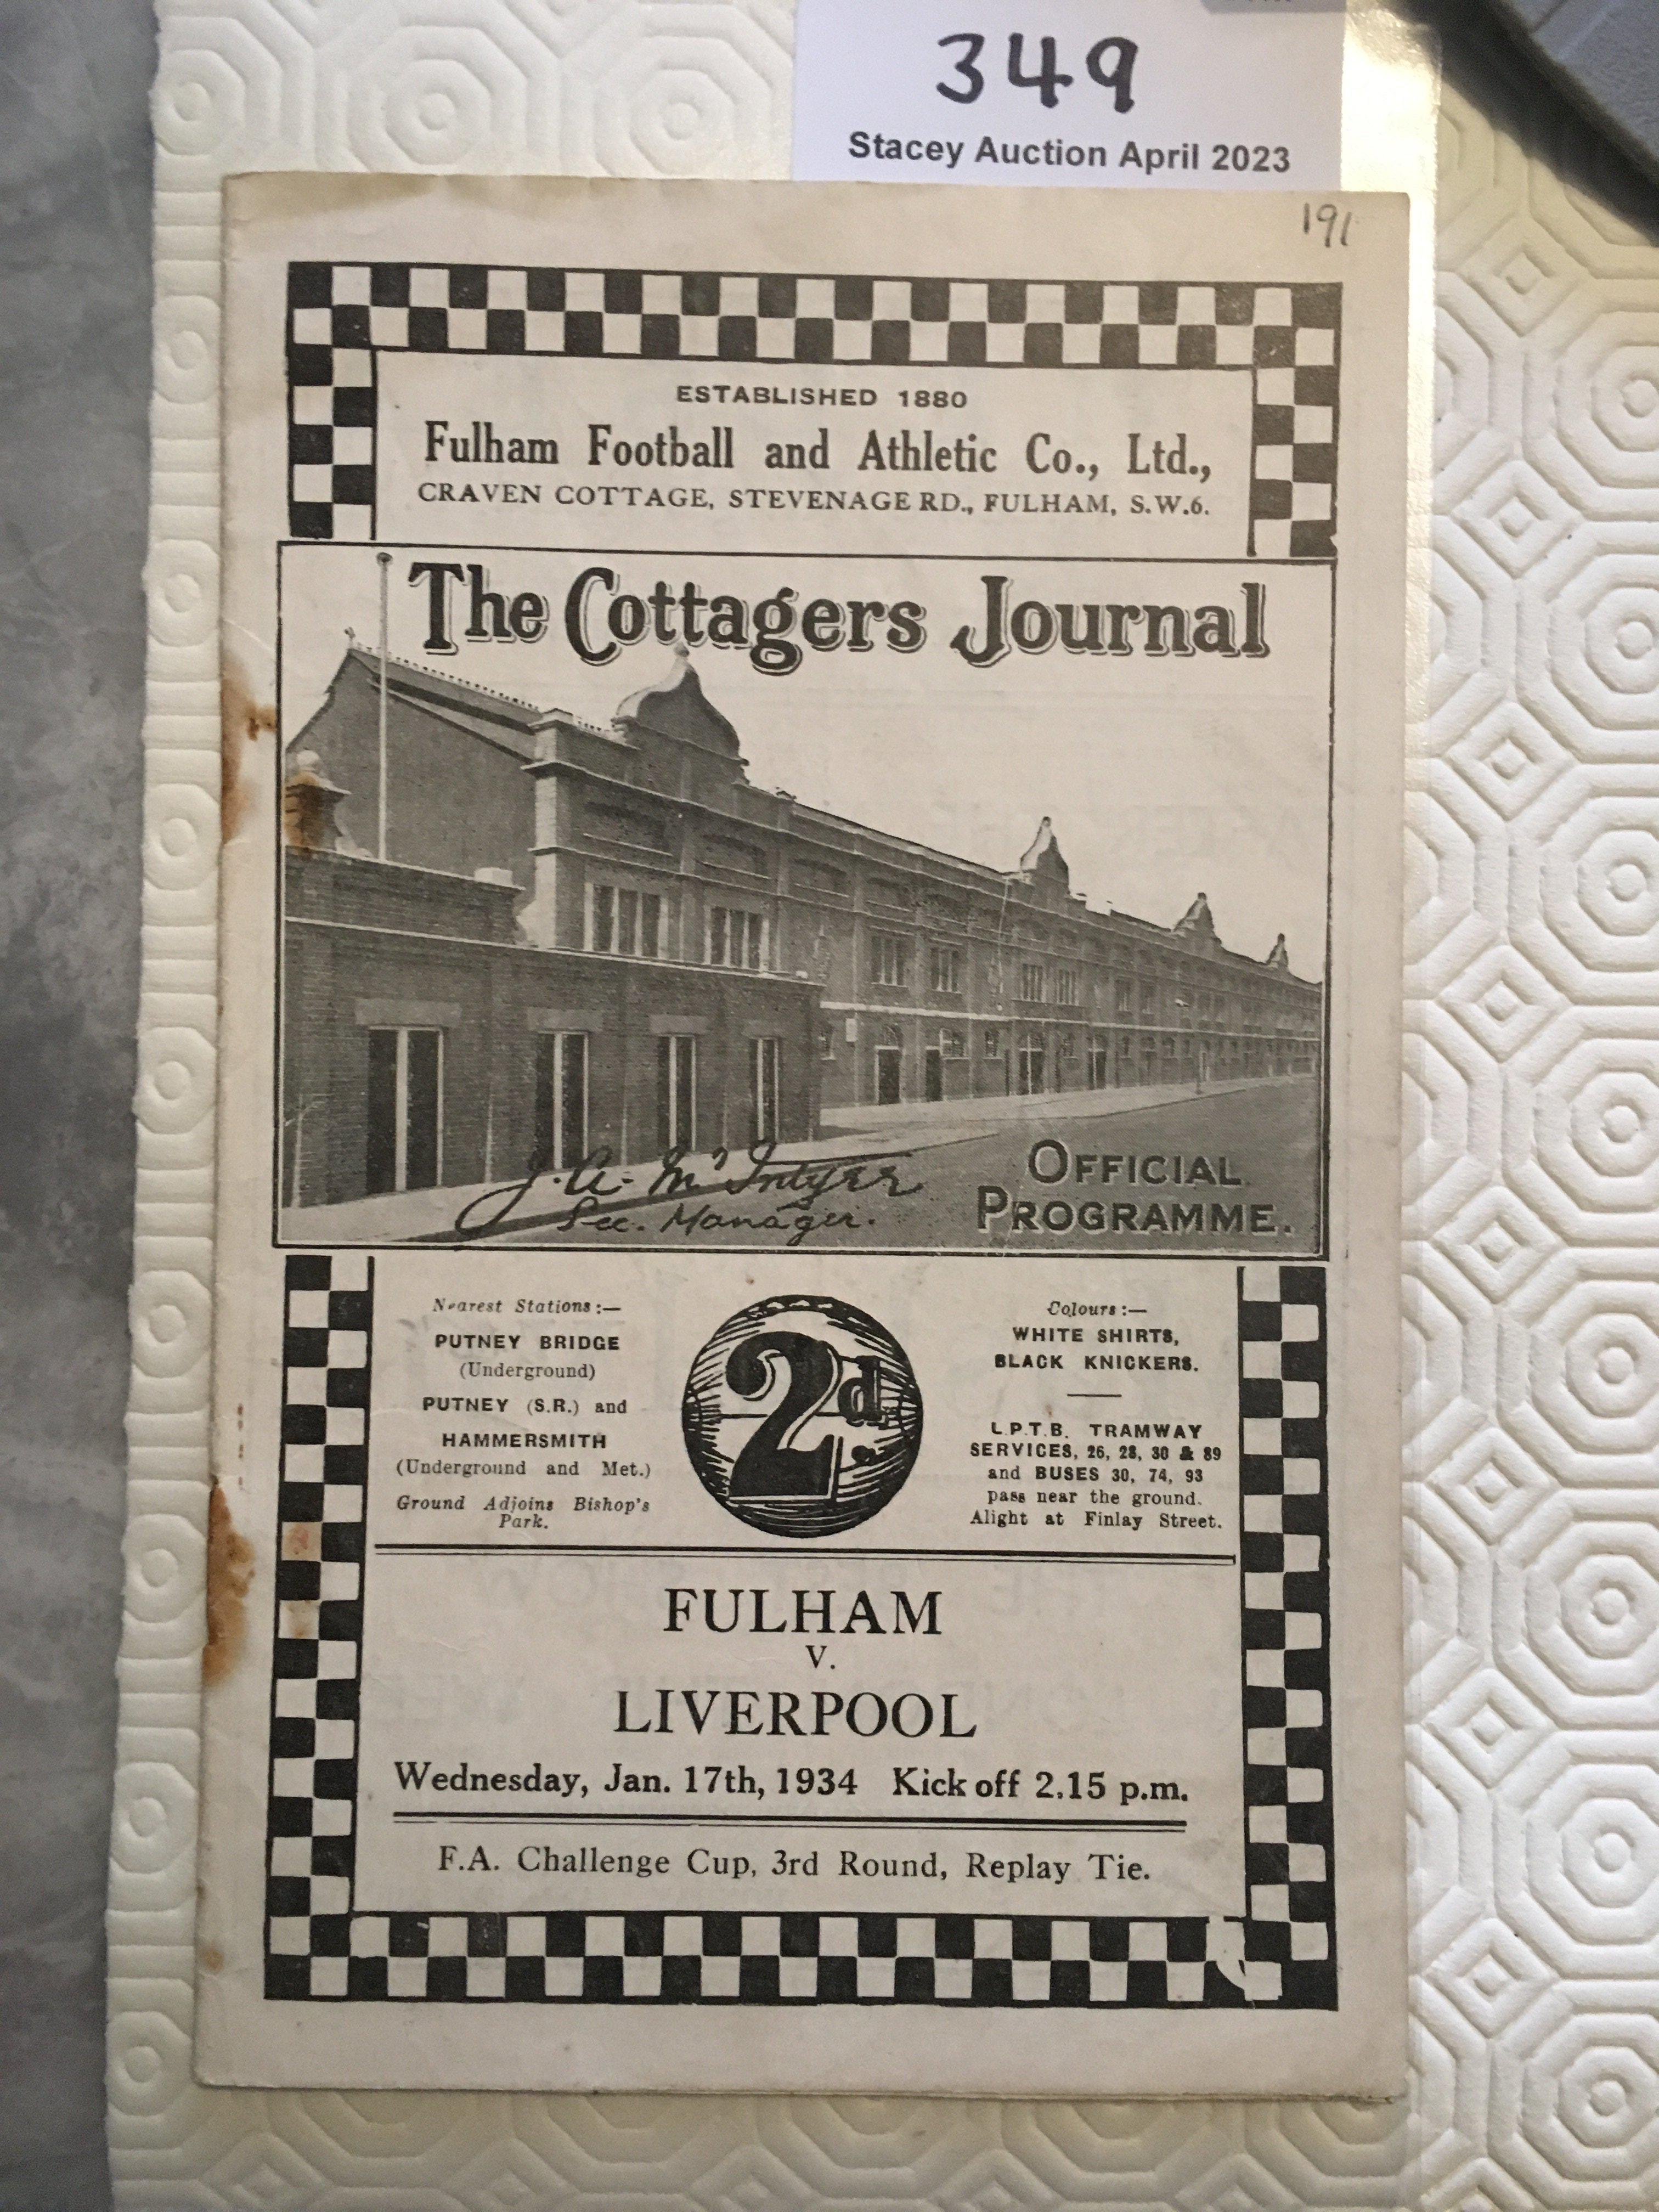 349
Stacey Auction April 2023
191
ESTABLISHED 1880
Fulham Football and Athletic Co., Ltd.,
CRAVEN COTTAGE, STEVENAGE RD., FULHAM, S.W.6.
The Cottagers Journal
J. A. McIntyre
Sec. Manager.
OFFICIAL
PROGRAMME.
Nearest Stations :—
PUTNEY BRIDGE
(Underground)
PUTNEY (S.R.) and
HAMMERSMITH
(Underground and Met.)
Ground Adjoins Bishop's
Park.
2d.
Colours :—
WHITE SHIRTS,
BLACK KNICKERS.
L.P.T.B. TRAMWAY
SERVICES, 26, 28, 30 & 89
and BUSES 30, 74, 93
pass near the ground.
Alight at Finlay Street.
FULHAM
V.
LIVERPOOL
Wednesday, Jan. 17th, 1934 Kick off 2.15 p.m.
F.A. Challenge Cup, 3rd Round, Replay Tie.